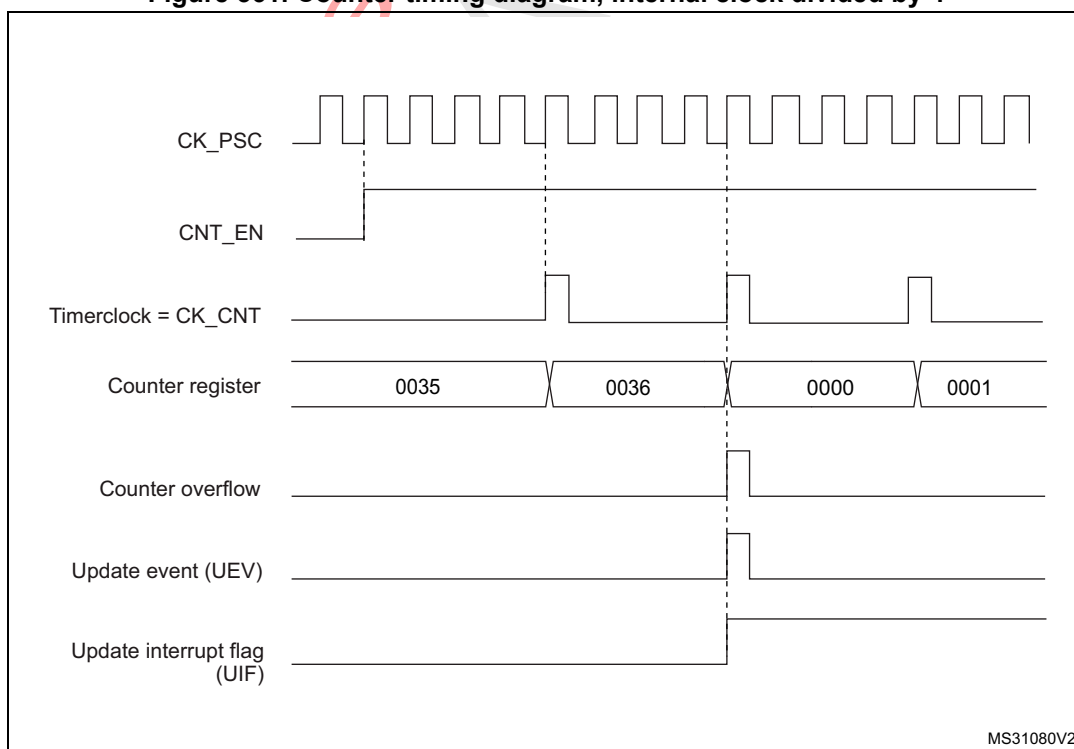 CK_PSC
CNT_EN
Timerclock = CK_CNT
Counter register
0035
0036
0000
0001
Counter overflow
Update event (UEV)
Update interrupt flag
(UIF)
MS31080V2